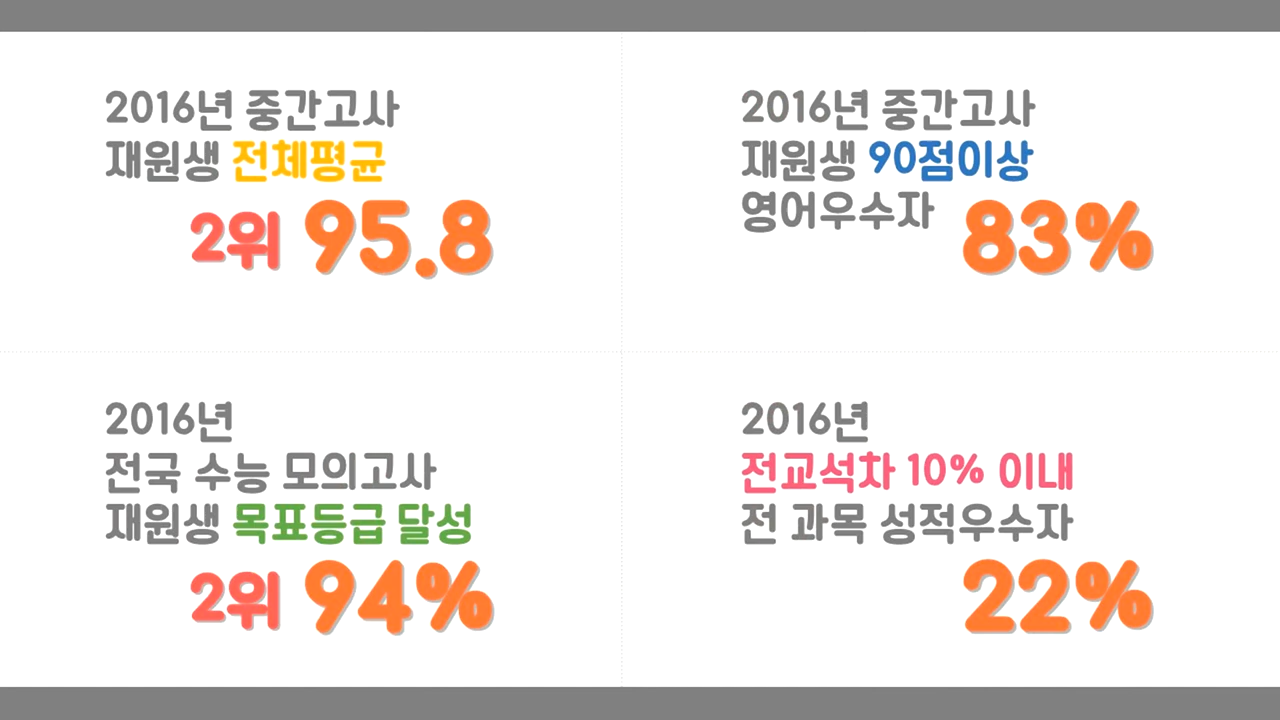 2016년 중간고사
재원생 전체평균
2위 95.8
2016년 중간고사
재원생 90점이상
영어우수자 83%
2016년
전국 수능 모의고사
재원생 목표등급 달성
2위 94%
2016년
전교석차 10% 이내
전 과목 성적우수자
22%